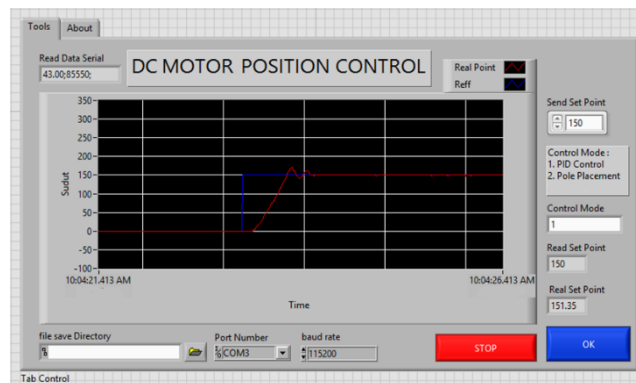 Tools About
Read Data Serial
43.00;85550;
DC MOTOR POSITION CONTROL
Real Point
Reff
350
300
250
200
150
100
50
0
-50
-100
Sudut
10:04:21.413 AM
10:04:26.413 AM
Time
Send Set Point
150
Control Mode :
1. PID Control
2. Pole Placement
Control Mode
1
Read Set Point
150
Real Set Point
151.35
file save Directory
Port Number
COM3
baud rate
115200
STOP
OK
Tab Control